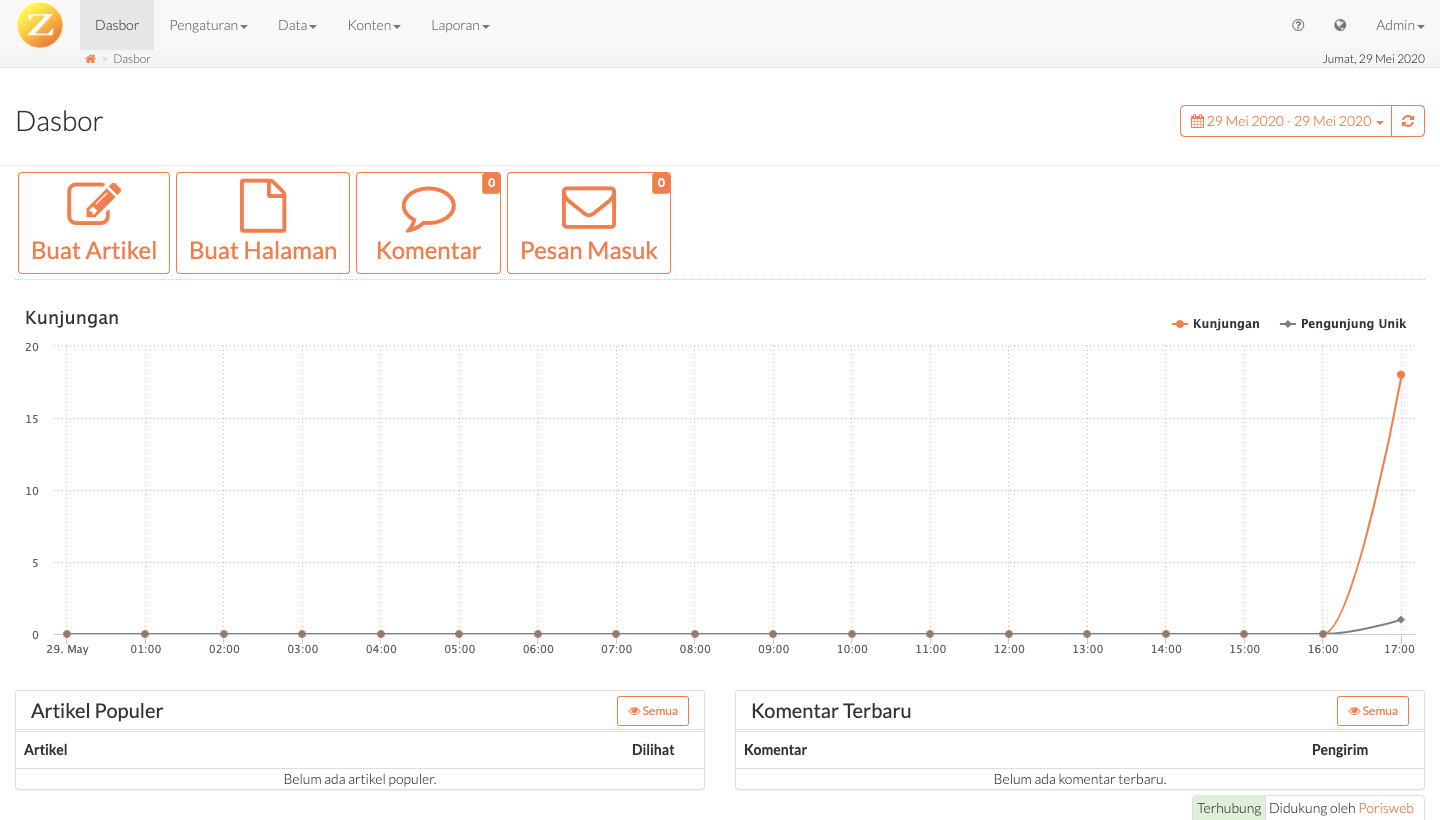 Z Dasbor Pengaturan Data Konten Laporan Admin
> Dasbor Jumat, 29 Mei 2020
Dasbor
29 Mei 2020 - 29 Mei 2020
0 0
Buat Artikel Buat Halaman Komentar Pesan Masuk
Kunjungan
Kunjungan Pengunjung Unik
20
15
10
5
0
29. May 01:00 02:00 03:00 04:00 05:00 06:00 07:00 08:00 09:00 10:00 11:00 12:00 13:00 14:00 15:00 16:00 17:00
Artikel Populer Semua
Artikel Dilihat
Belum ada artikel populer.
Komentar Terbaru Semua
Komentar Pengirim
Belum ada komentar terbaru.
Terhubung Didukung oleh Porisweb